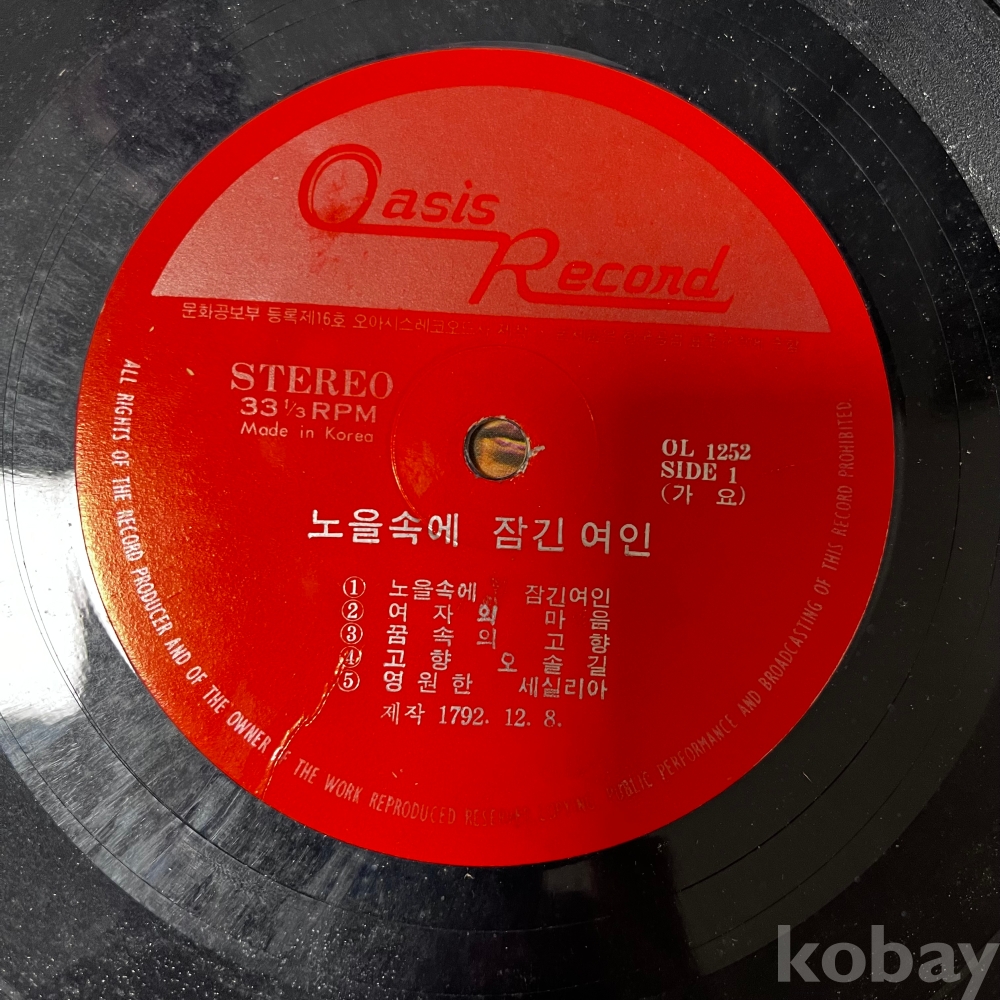 Oasis
Record
문화공보부 등록제16호 오아시스레코오드
STEREO
33 1/3 RPM
Made in Korea
OL 1252
SIDE 1
(가 요)
노을속에 잠긴 여인
① 노을속에 잠긴여인
② 여자의 마음
③ 꿈속의 고향
④ 고향 오솔길
⑤ 영원한 세실리아
제작 1792. 12. 8.
ALL RIGHTS OF THE RECORD PRODUCER AND OF THE OWNER OF THE WORK REPRODUCED PUBLIC PERFORMANCE AND BROADCASTING OF THIS RECORD PROHIBITED
kobay